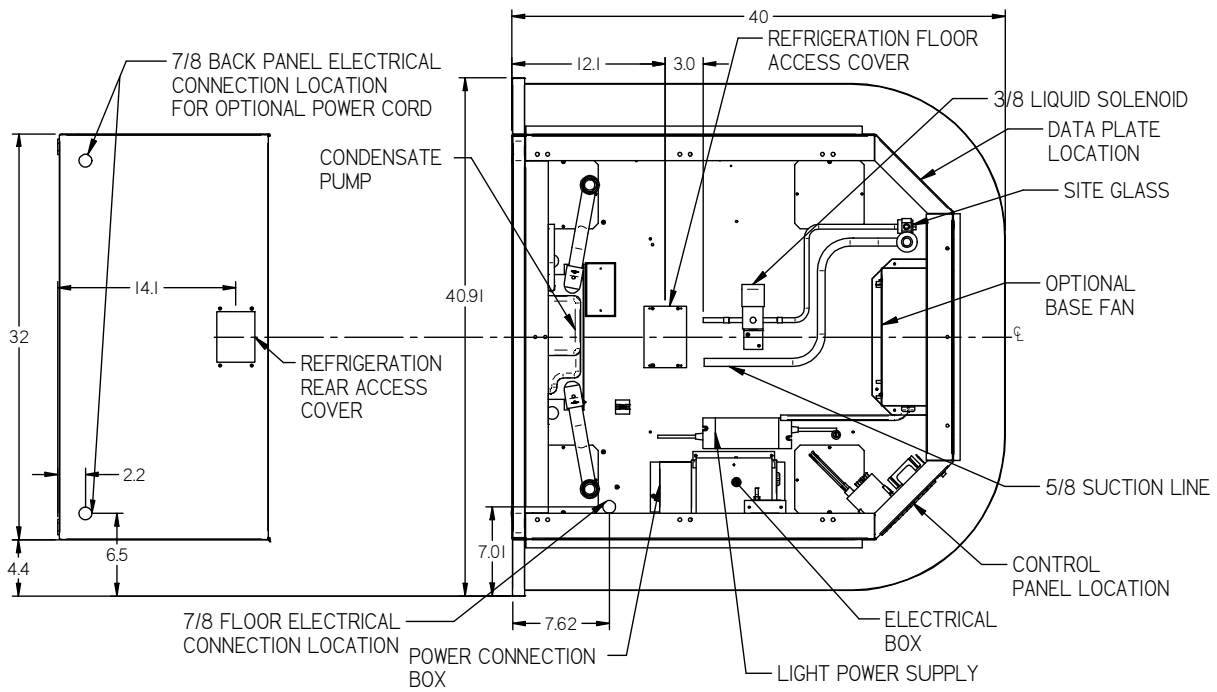 40
7/8 BACK PANEL ELECTRICAL
CONNECTION LOCATION
FOR OPTIONAL POWER CORD
12.1
3.0
REFRIGERATION FLOOR
ACCESS COVER
3/8 LIQUID SOLENOID
DATA PLATE
LOCATION
CONDENSATE
PUMP
SITE GLASS
14.1
40.91
OPTIONAL
BASE FAN
32
CL
REFRIGERATION
REAR ACCESS
COVER
2.2
5/8 SUCTION LINE
6.5
7.01
4.4
CONTROL
PANEL LOCATION
7/8 FLOOR ELECTRICAL
CONNECTION LOCATION
7.62
ELECTRICAL
BOX
POWER CONNECTION
BOX
LIGHT POWER SUPPLY